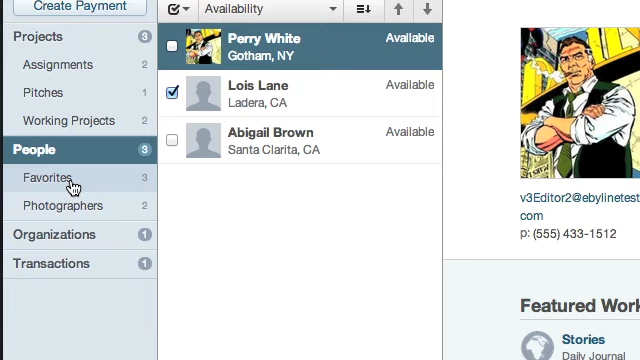 Create Payment
Projects 3
Assignments 2
Pitches 1
Working Projects 2
People 3
Favorites 3
Photographers 2
Organizations 1
Transactions 1
Availability
Perry White Available
Gotham, NY
Lois Lane Available
Ladera, CA
Abigail Brown Available
Santa Clarita, CA
v3Editor2@ebylinetest
com
p: (555) 433-1512
Featured Work
Stories
Daily Journal